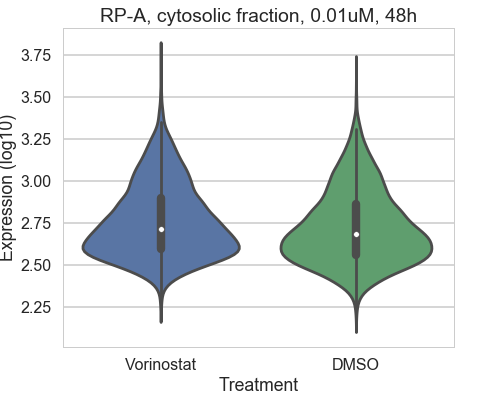 RP-A, cytosolic fraction, 0.01uM, 48h
Expression (log10)
3.75
3.50
3.25
3.00
2.75
2.50
2.25
Vorinostat
DMSO
Treatment